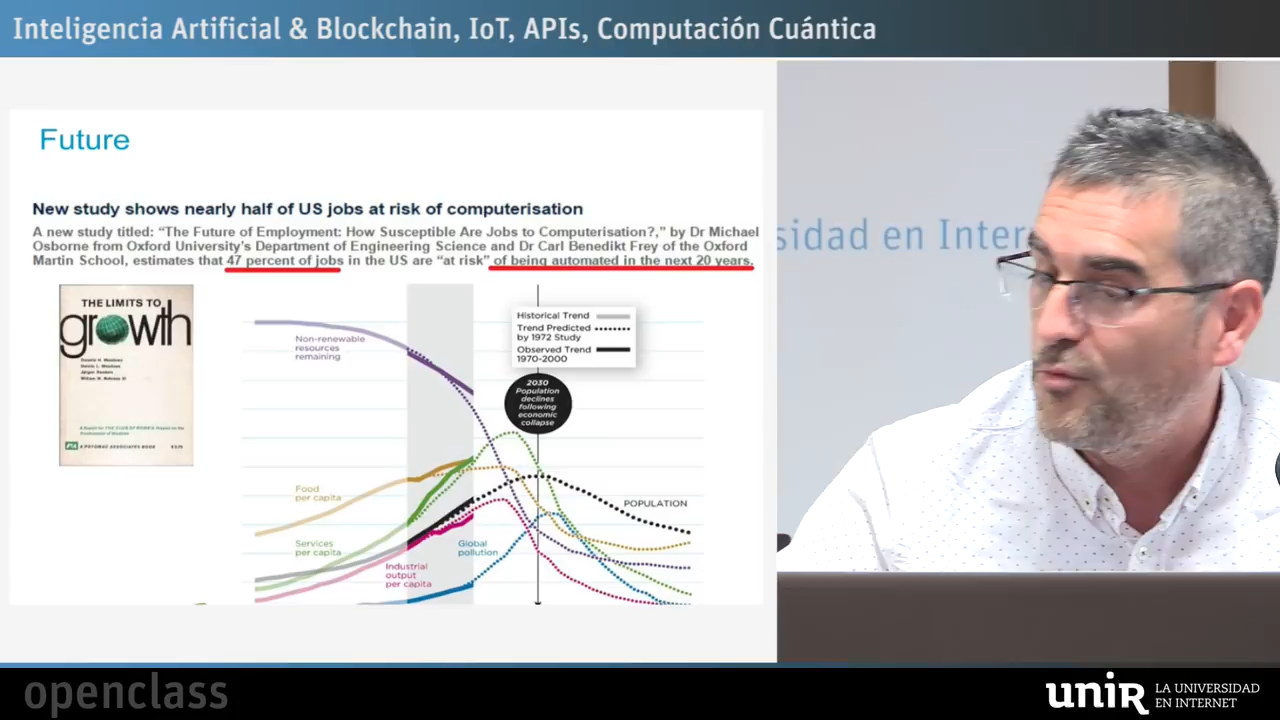 Inteligencia Artificial & Blockchain, IoT, APIs, Computación Cuántica
Future
New study shows nearly half of US jobs at risk of computerisation
A new study titled: “The Future of Employment: How Susceptible Are Jobs to Computerisation?,” by Dr Michael
Osborne from Oxford University’s Department of Engineering Science and Dr Carl Benedikt Frey of the Oxford
Martin School, estimates that 47 percent of jobs in the US are “at risk” of being automated in the next 20 years.
THE LIMITS TO
growth
A POTOMAC ASSOCIATES BOOK
Non-renewable
resources
remaining
Food
per capita
Services
per capita
Industrial
output
per capita
Global
pollution
Historical Trend
Trend Predicted
by 1972 Study
Observed Trend
1970-2000
2030
Population
declines
following
economic
collapse
POPULATION
sidad en Inter
openclass
unir
LA UNIVERSIDAD
EN INTERNET